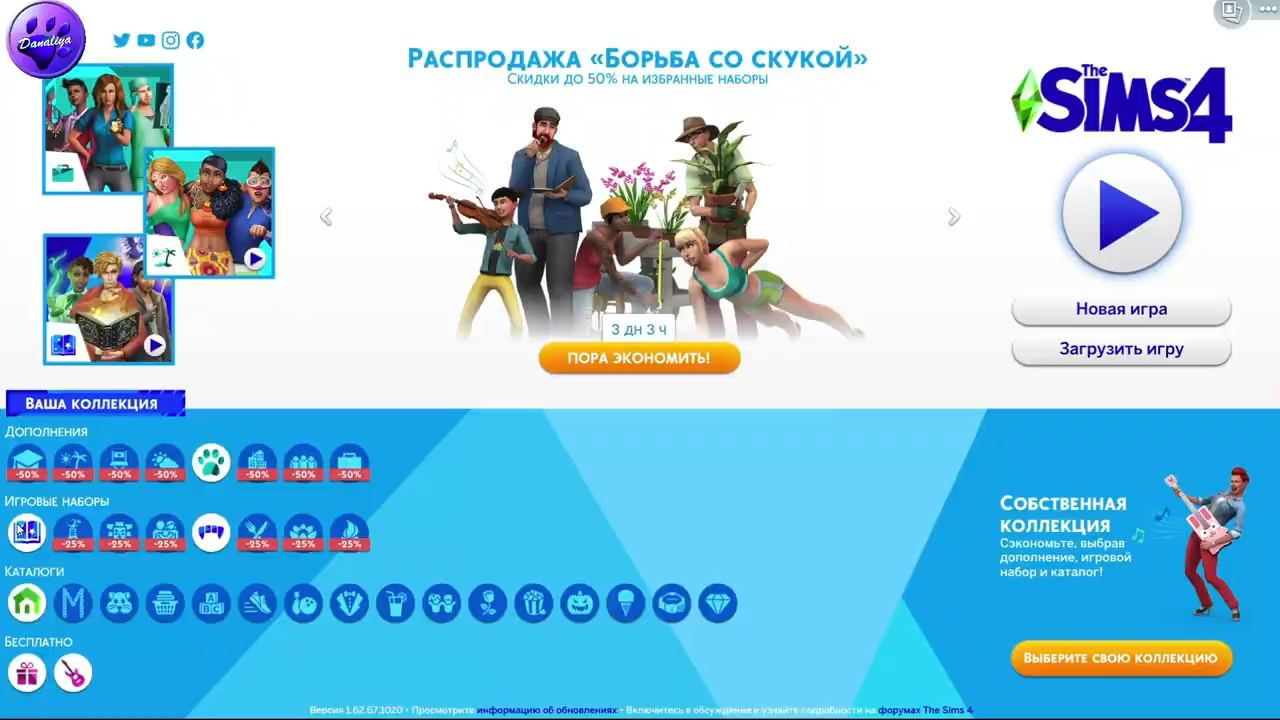 Danaliya
Распродажа «Борьба со скукой»
Скидки до 50% на избранные наборы
The Sims 4
3 дн 3 ч
Пора экономить!
Новая игра
Загрузить игру
Ваша коллекция
Дополнения
-50% -50% -50% -50% -50% -50% -50%
Игровые наборы
-25% -25% -25% -25% -25% -25%
Каталоги
M
A B C
Бесплатно
Собственная
коллекция
Сэкономьте, выбрав
дополнение, игровой
набор и каталог!
Выберите свою коллекцию
Версия 1.62.67.1020 - Просмотрите информацию об обновлениях - Включитесь в обсуждение и узнайте подробности на форумах The Sims 4